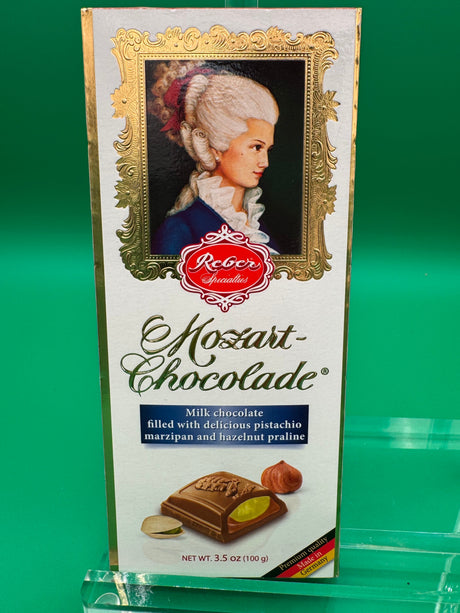 Reber
Specialties
Mozart-
Chocolade®
Milk chocolate
filled with delicious pistachio
marzipan and hazelnut praline
NET WT. 3.5 OZ (100 g)
Premium quality
Made in
Germany